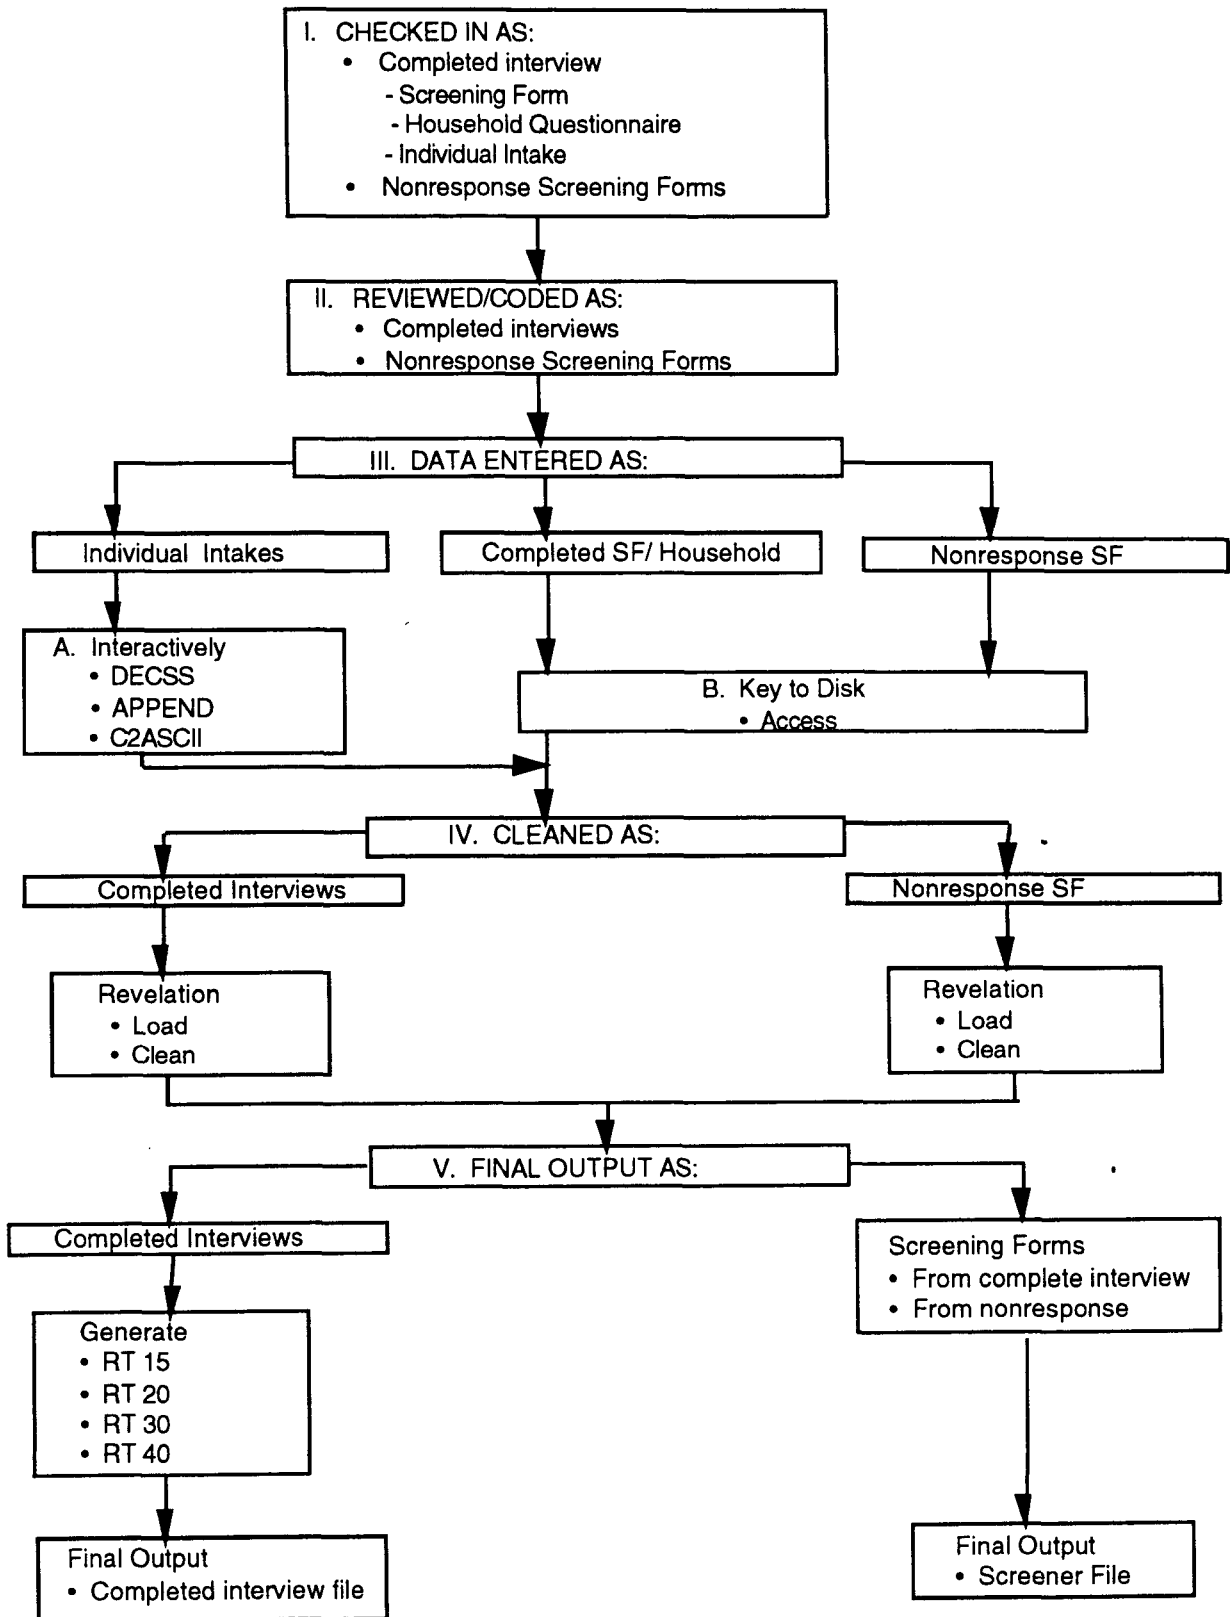 I. CHECKED IN AS:
• Completed interview
- Screening Form
- Household Questionnaire
- Individual Intake
• Nonresponse Screening Forms
II. REVIEWED/CODED AS:
• Completed interviews
• Nonresponse Screening Forms
III. DATA ENTERED AS:
Individual Intakes
Completed SF/ Household
Nonresponse SF
A. Interactively
• DECSS
• APPEND
• C2ASCII
B. Key to Disk
• Access
IV. CLEANED AS:
Completed Interviews
Nonresponse SF
Revelation
• Load
• Clean
Revelation
• Load
• Clean
V. FINAL OUTPUT AS:
Completed Interviews
Screening Forms
• From complete interview
• From nonresponse
Generate
• RT 15
• RT 20
• RT 30
• RT 40
Final Output
• Completed interview file
Final Output
• Screener File